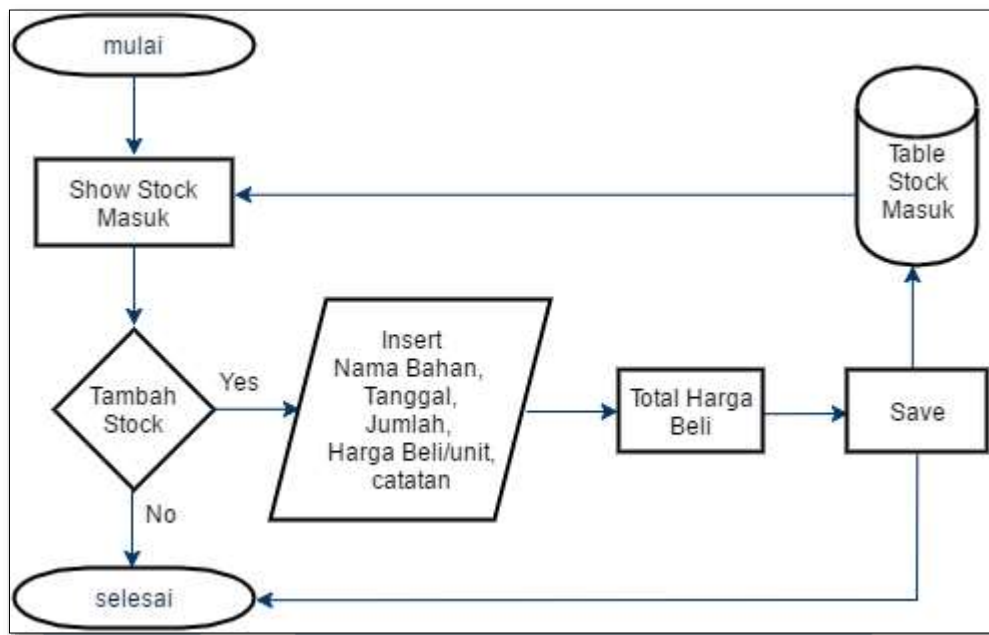 mulai
Show Stock
Masuk
Table
Stock
Masuk
Tambah
Stock
Yes
No
Insert
Nama Bahan,
Tanggal,
Jumlah,
Harga Beli/unit,
catatan
Total Harga
Beli
Save
selesai